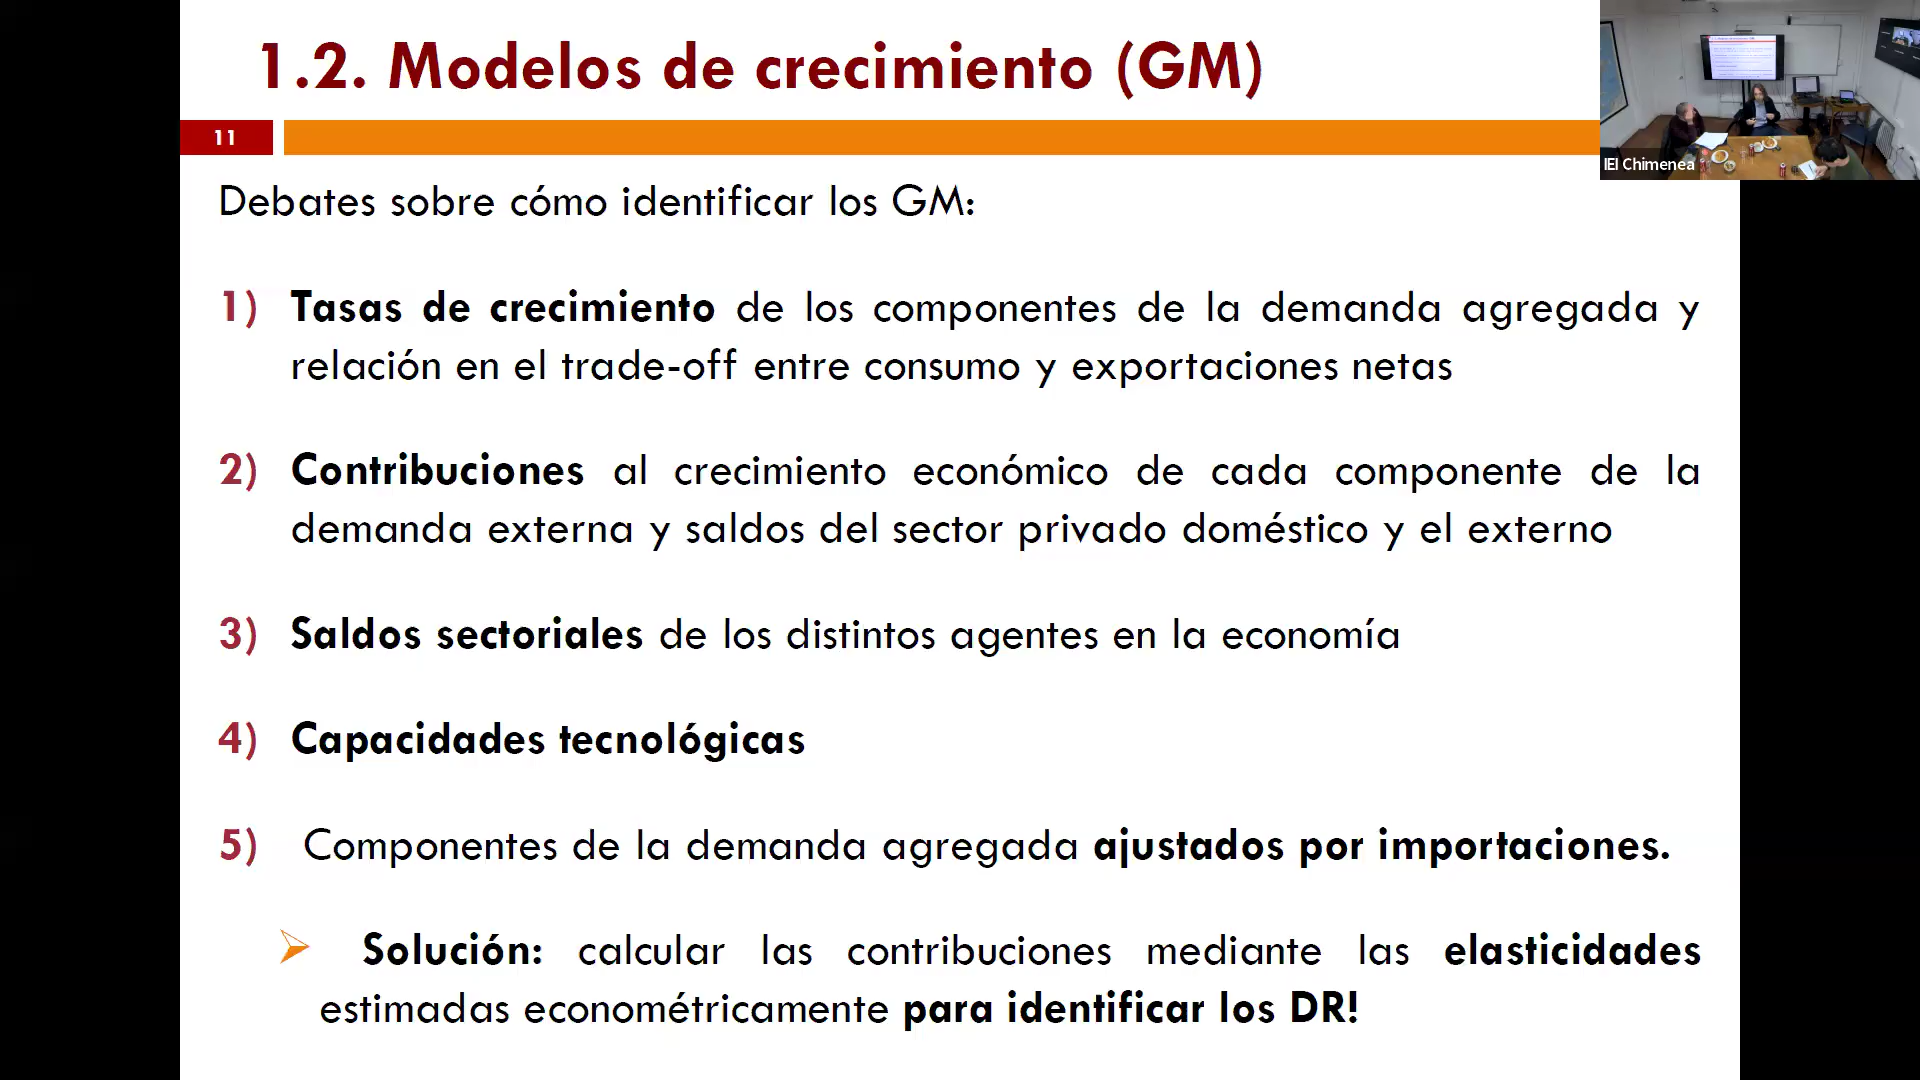 1.2. Modelos de crecimiento (GM)
11
IEI Chimenea
Debates sobre cómo identificar los GM:
1) Tasas de crecimiento de los componentes de la demanda agregada y
relación en el trade-off entre consumo y exportaciones netas
2) Contribuciones al crecimiento económico de cada componente de la
demanda externa y saldos del sector privado doméstico y el externo
3) Saldos sectoriales de los distintos agentes en la economía
4) Capacidades tecnológicas
5) Componentes de la demanda agregada ajustados por importaciones.
Solución: calcular las contribuciones mediante las elasticidades
estimadas econométricamente para identificar los DR!